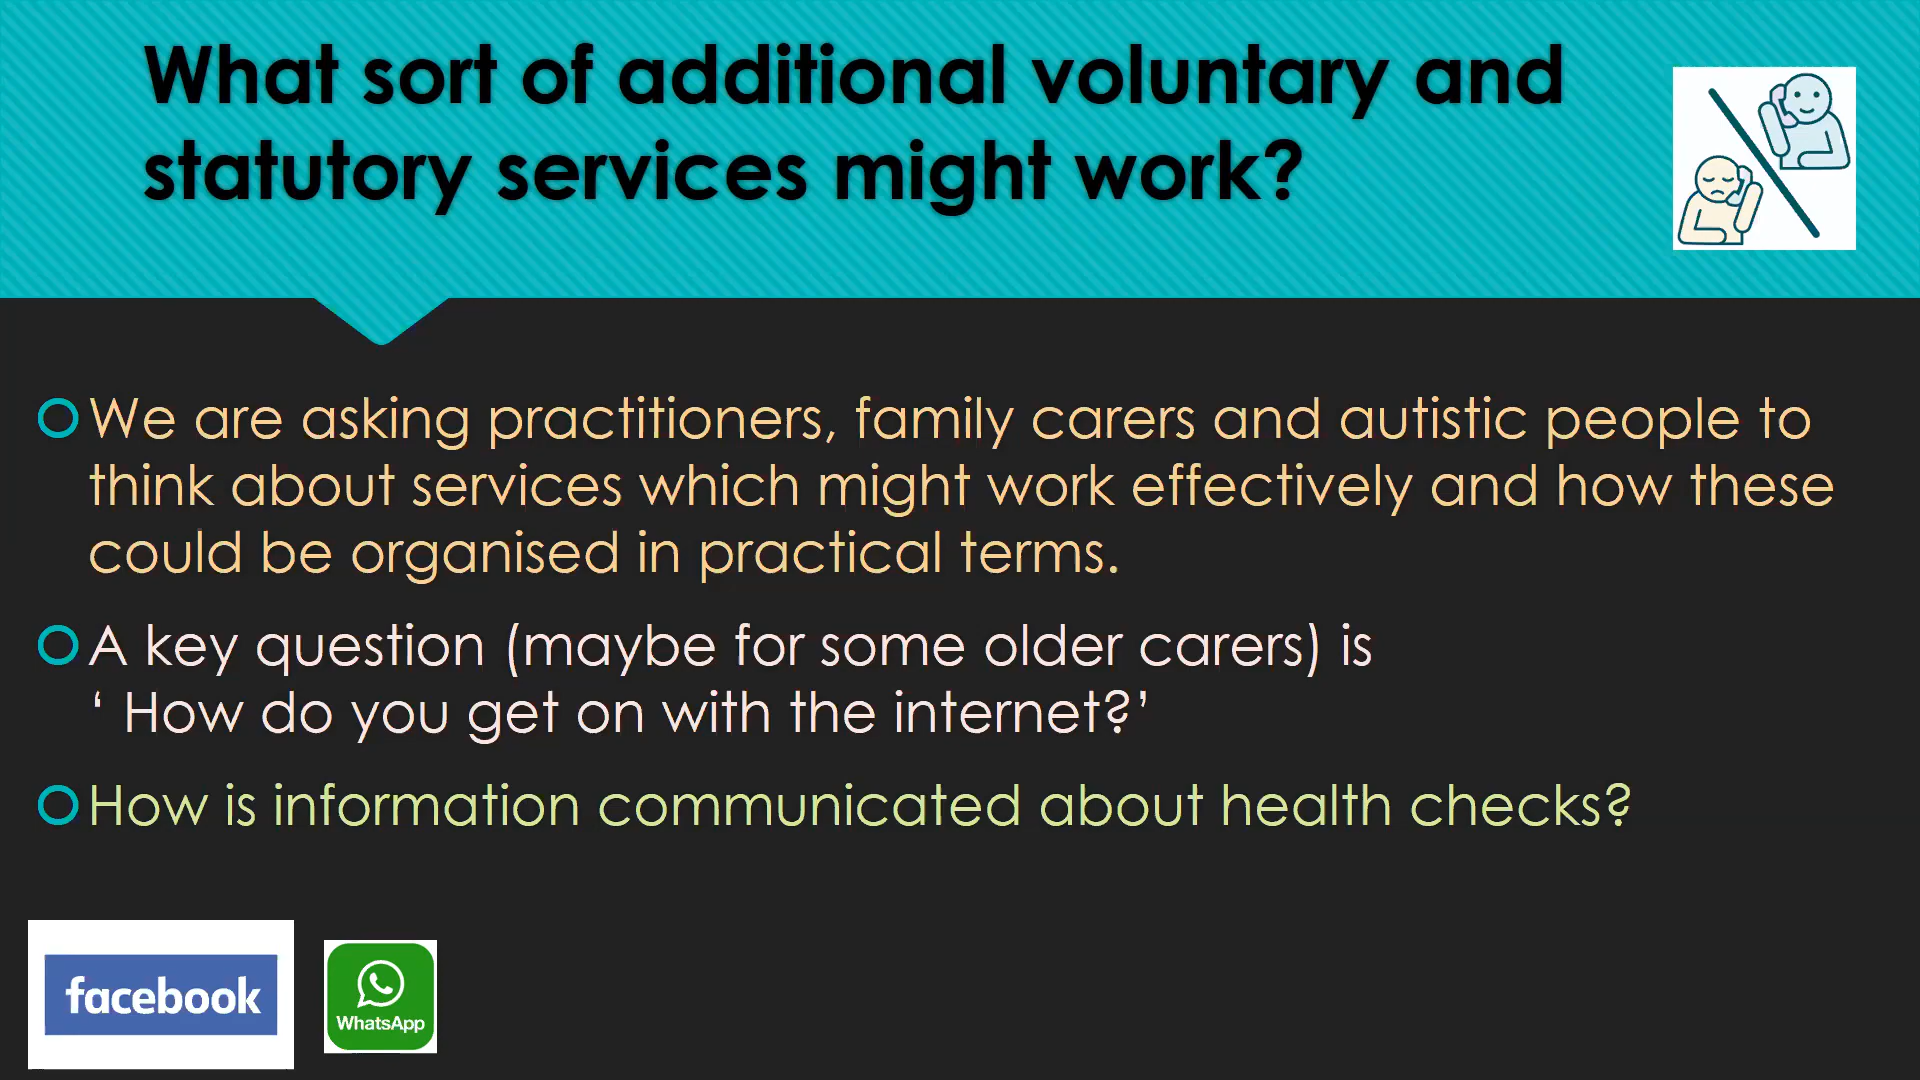 What sort of additional voluntary and
statutory services might work?
We are asking practitioners, family carers and autistic people to
think about services which might work effectively and how these
could be organised in practical terms.
A key question (maybe for some older carers) is
‘ How do you get on with the internet?’
How is information communicated about health checks?
facebook
WhatsApp